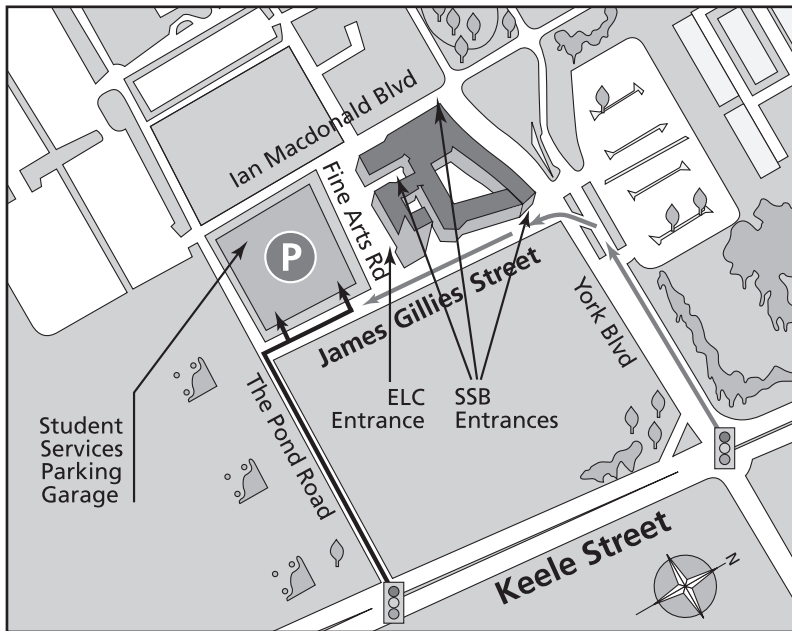 Ian Macdonald Blvd
Fine Arts Rd
P
James Gillies Street
York Blvd
ELC
Entrance
SSB
Entrances
The Pond Road
Student
Services
Parking
Garage
Keele Street
N